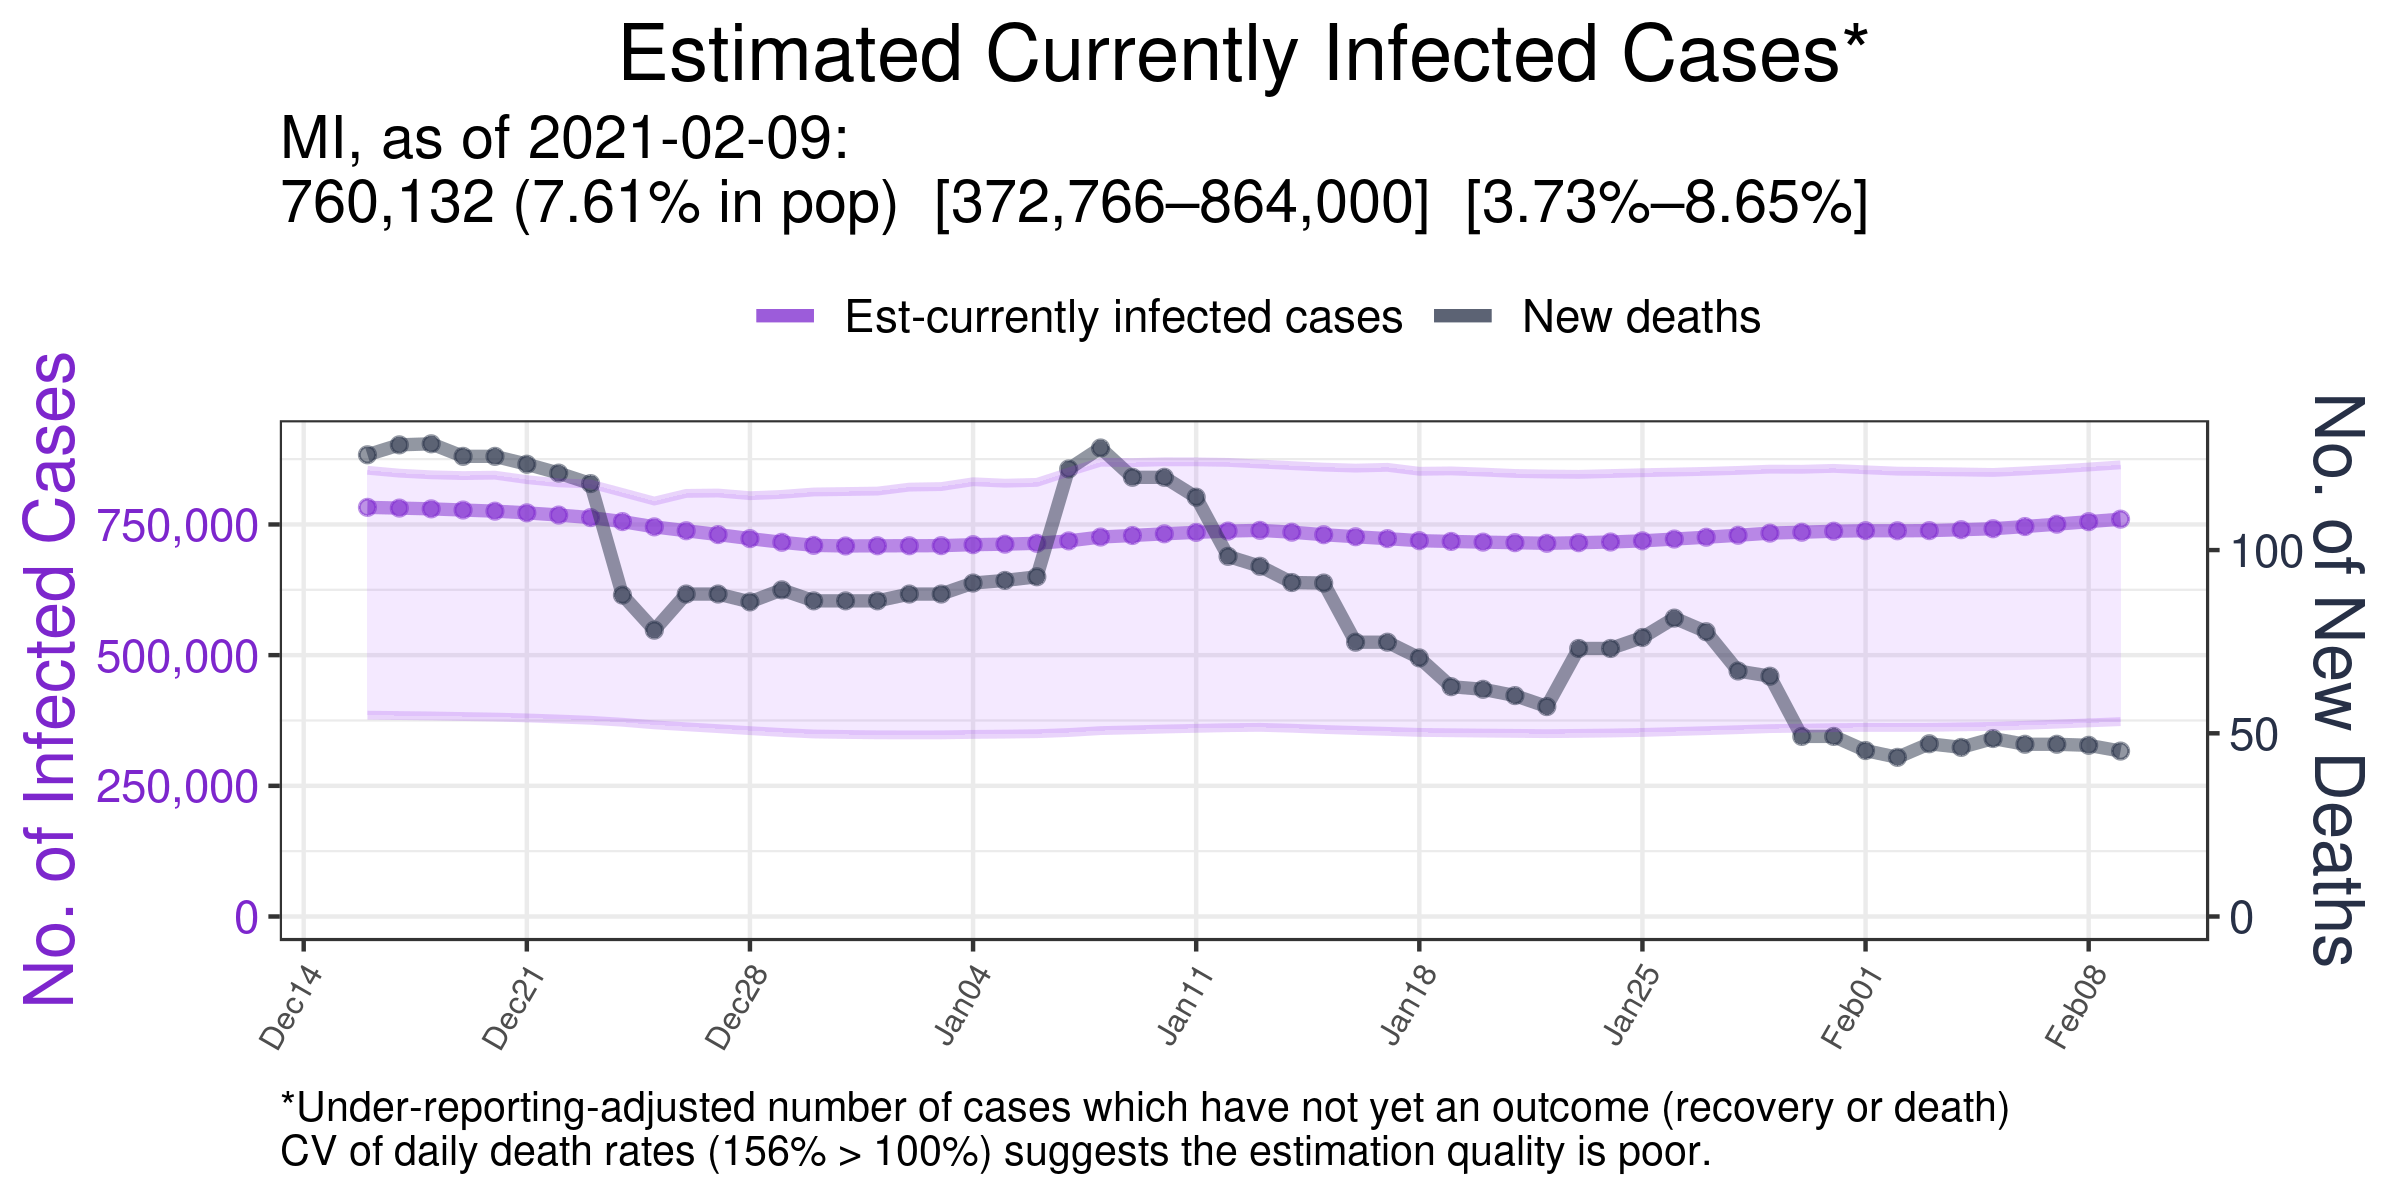 Estimated Currently Infected Cases*
MI, as of 2021-02-09:
760,132 (7.61% in pop)  [372,766–864,000]  [3.73%–8.65%]
Est-currently infected cases
New deaths
No. of Infected Cases
750,000
500,000
250,000
0
100
50
0
No. of New Deaths
Dec14
Dec21
Dec28
Jan04
Jan11
Jan18
Jan25
Feb01
Feb08
*Under-reporting-adjusted number of cases which have not yet an outcome (recovery or death)
CV of daily death rates (156% > 100%) suggests the estimation quality is poor.